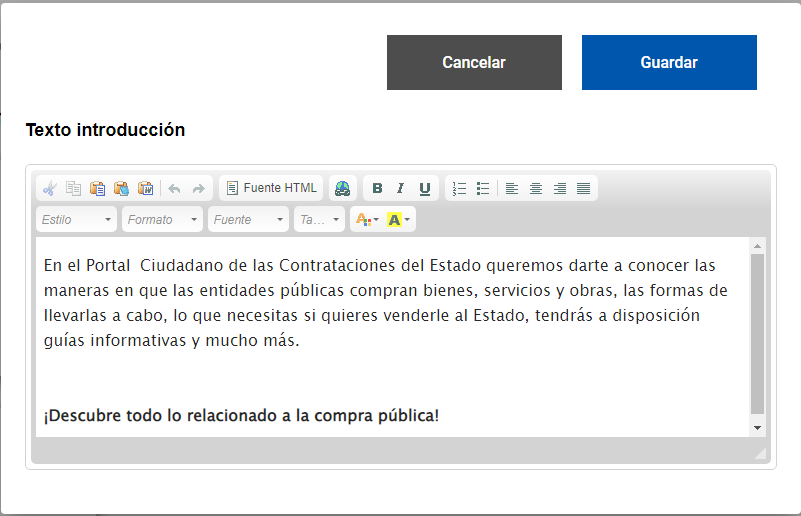 Cancelar Guardar
Texto introducción
Fuente HTML B I U
Estilo Formato Fuente Ta... A A
En el Portal  Ciudadano de las Contrataciones del Estado queremos darte a conocer las
maneras en que las entidades públicas compran bienes, servicios y obras, las formas de
llevarlas a cabo, lo que necesitas si quieres venderle al Estado, tendrás a disposición
guías informativas y mucho más.
¡Descubre todo lo relacionado a la compra pública!